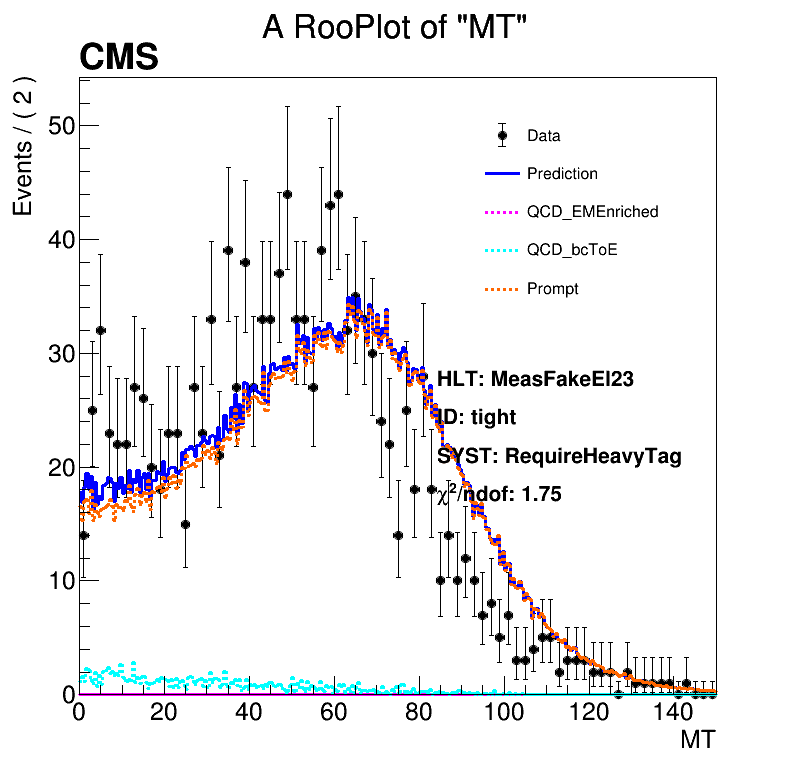 A RooPlot of "MT"
CMS
Events / ( 2 )
50
40
30
20
10
0
Data
Prediction
QCD_EMEnriched
QCD_bcToE
Prompt
HLT: MeasFakeEl23
ID: tight
SYST: RequireHeavyTag
χ²/ndof: 1.75
0 20 40 60 80 100 120 140
MT